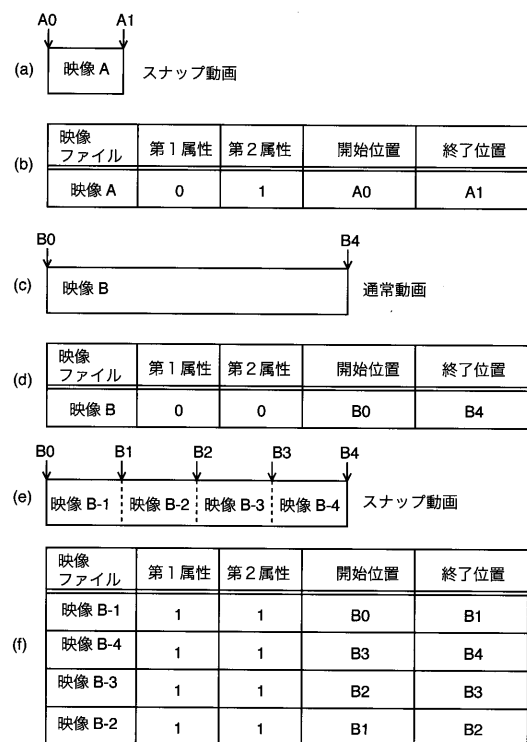 A0 A1
(a) 映像 A スナップ動画
(b)
映像
ファイル 第1属性 第2属性 開始位置 終了位置
映像 A 0 1 A0 A1
B0 B4
(c) 映像 B 通常動画
(d)
映像
ファイル 第1属性 第2属性 開始位置 終了位置
映像 B 0 0 B0 B4
B0 B1 B2 B3 B4
(e) 映像 B-1 映像 B-2 映像 B-3 映像 B-4 スナップ動画
(f)
映像
ファイル 第1属性 第2属性 開始位置 終了位置
映像 B-1 1 1 B0 B1
映像 B-4 1 1 B3 B4
映像 B-3 1 1 B2 B3
映像 B-2 1 1 B1 B2